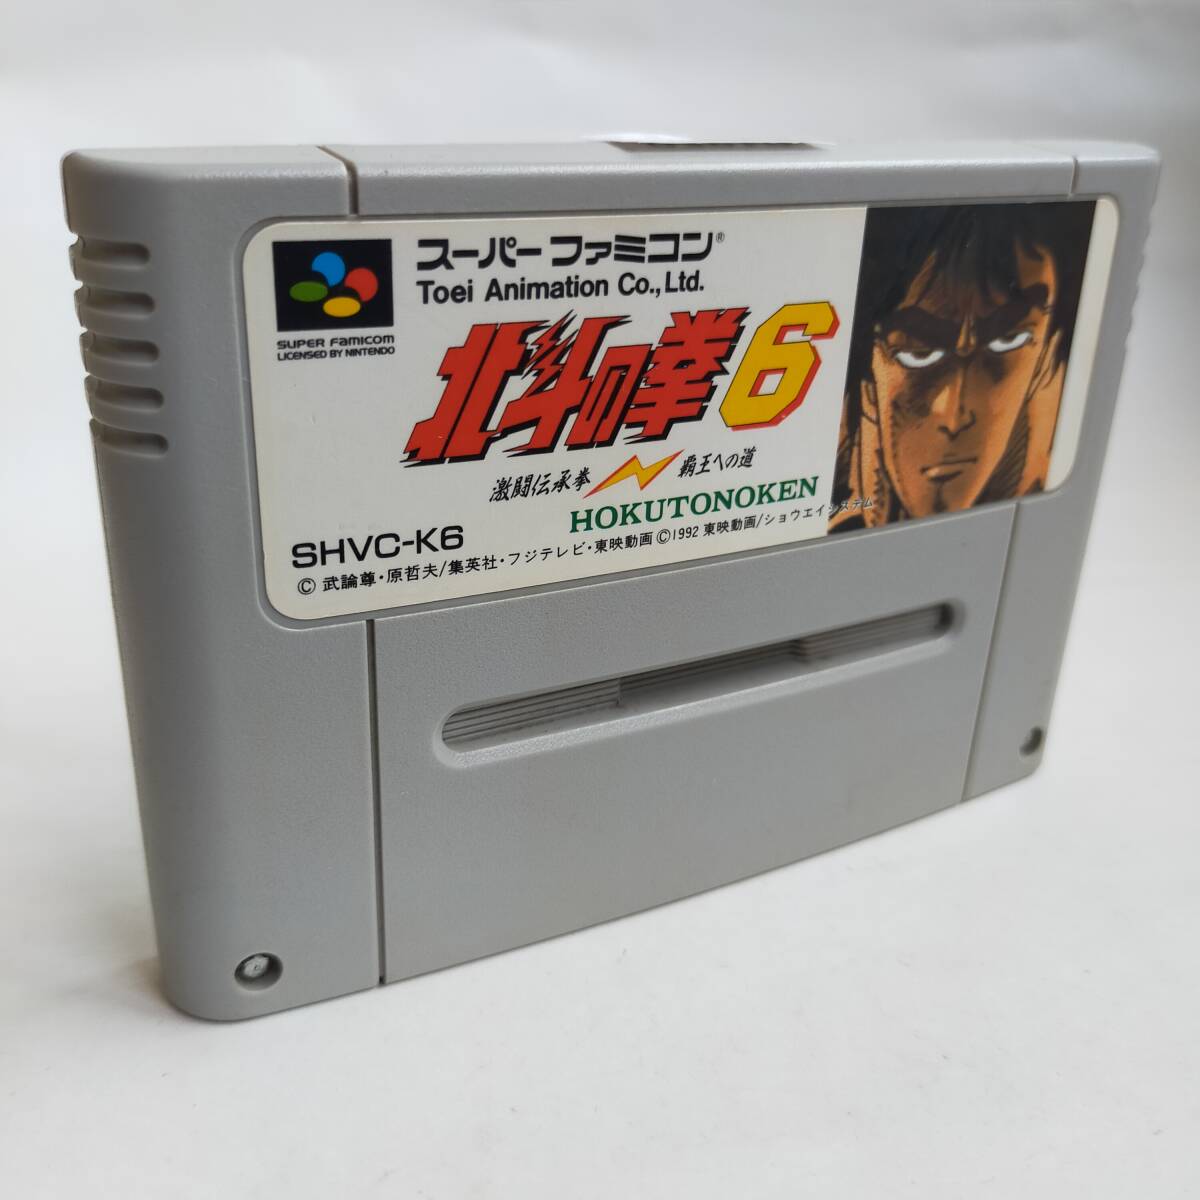 スーパーファミコン®
Toei Animation Co.,Ltd.
SUPER FAMICOM
LICENSED BY NINTENDO
北斗の拳6
激闘伝承拳 覇王への道
HOKUTONOKEN
SHVC-K6
© 武論尊・原哲夫/集英社・フジテレビ・東映動画 ©1992 東映動画/ショウエイシステム